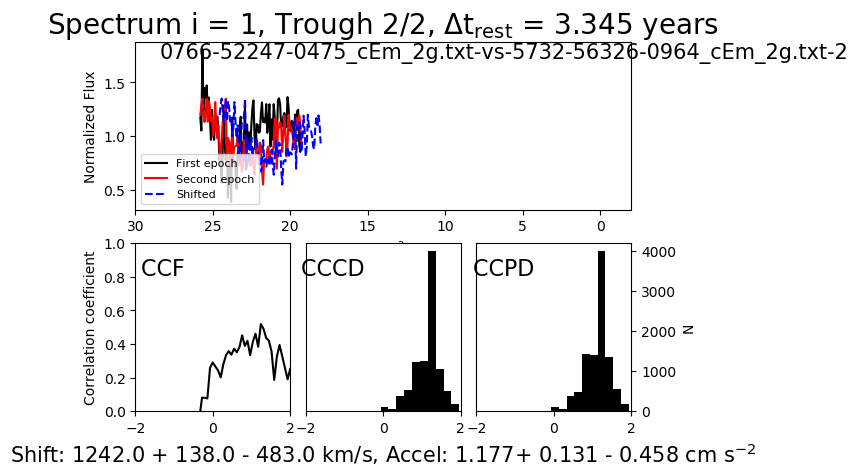 Spectrum i = 1, Trough 2/2, Δt_rest = 3.345 years
0766-52247-0475_cEm_2g.txt-vs-5732-56326-0964_cEm_2g.txt-2
Normalized Flux
1.5
1.0
0.5
First epoch
Second epoch
Shifted
30 25 20 15 10 5 0
Correlation coefficient
1.0
0.8
0.6
0.4
0.2
0.0
CCF
CCCD
CCPD
4000
3000
2000
1000
0
N
−2 0 2
−2 0
−2 0 2
Shift: 1242.0 + 138.0 - 483.0 km/s, Accel: 1.177+ 0.131 - 0.458 cm s⁻²